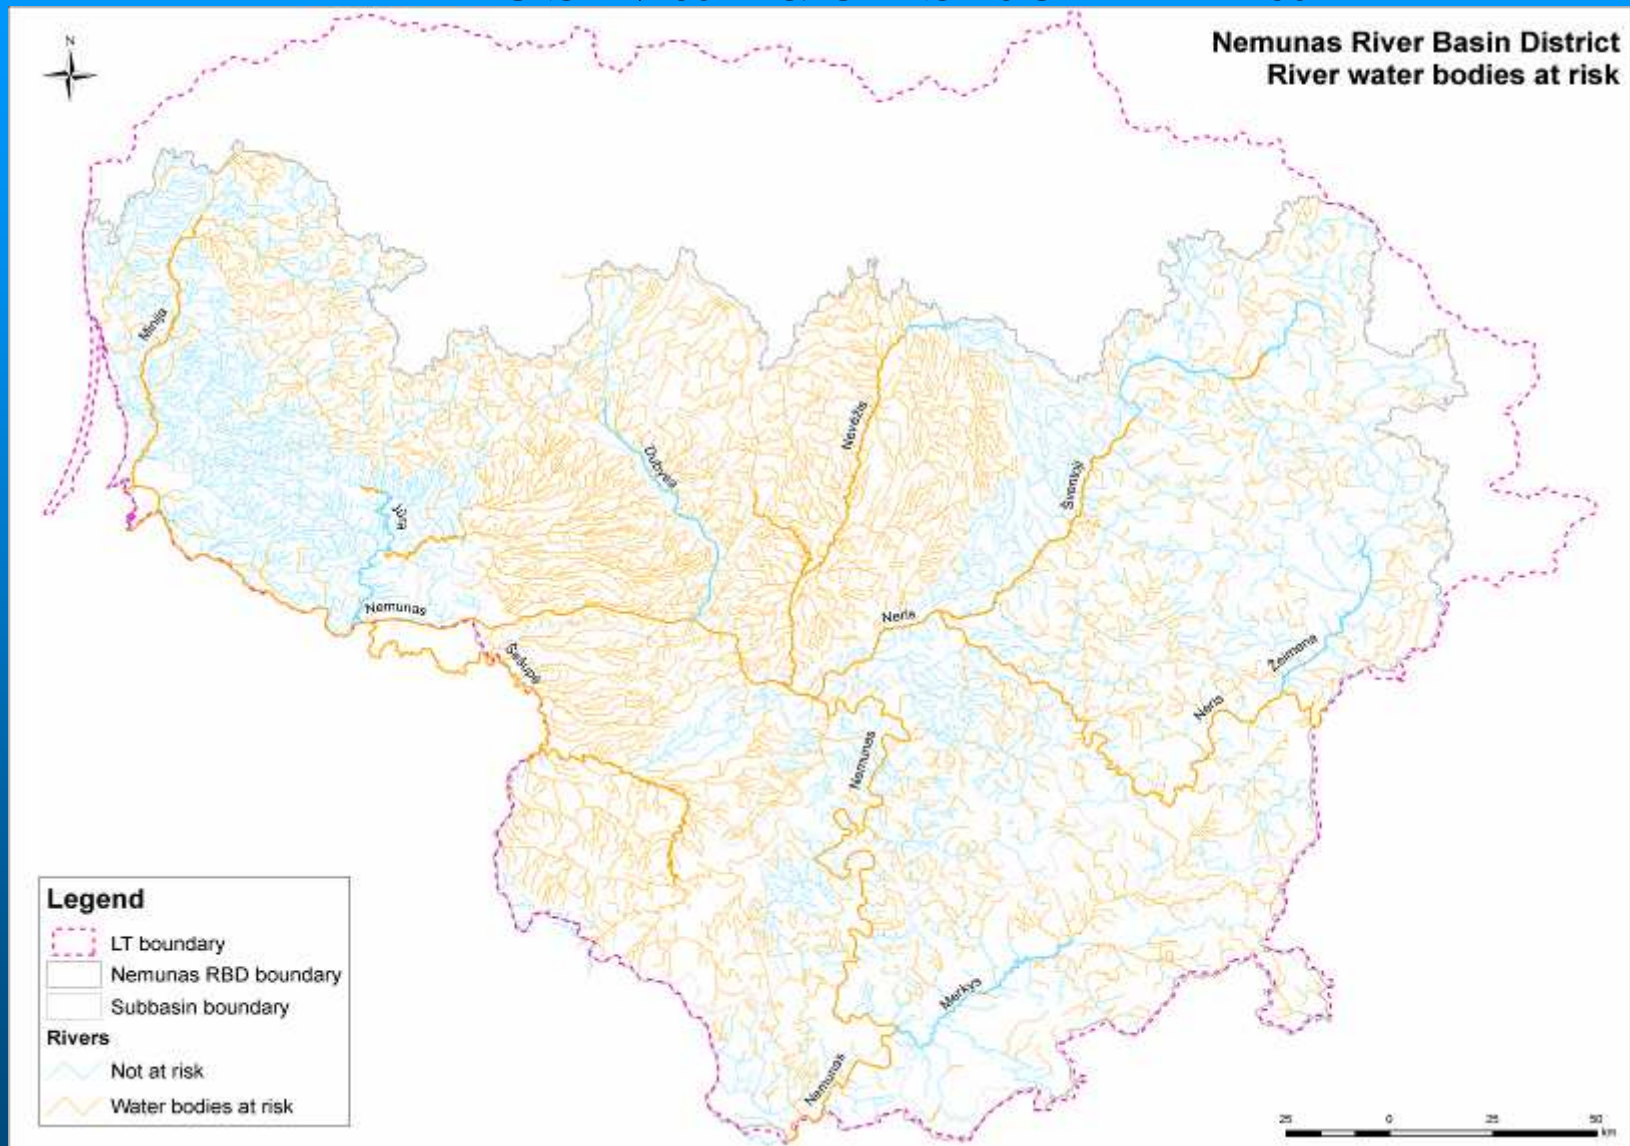 N
Nemunas River Basin District
River water bodies at risk
Minija
Nevėžis
Dubysa
Šventoji
Jūra
Nemunas
Neris
Šešupė
Žeimena
Neris
Nemunas
Merkys
Nemunas
Legend
LT boundary
Nemunas RBD boundary
Subbasin boundary
Rivers
Not at risk
Water bodies at risk
25 0 25 50
km